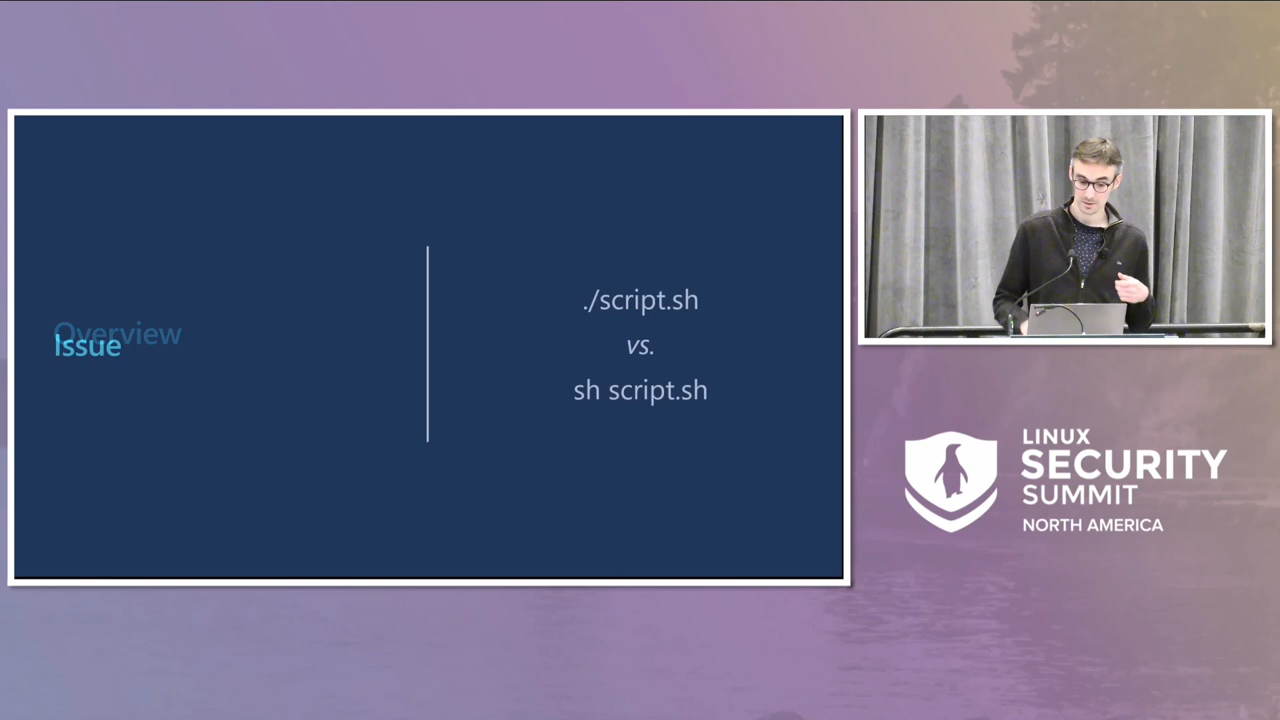 Overview
Issue
./script.sh
vs.
sh script.sh
LINUX
SECURITY
SUMMIT
NORTH AMERICA